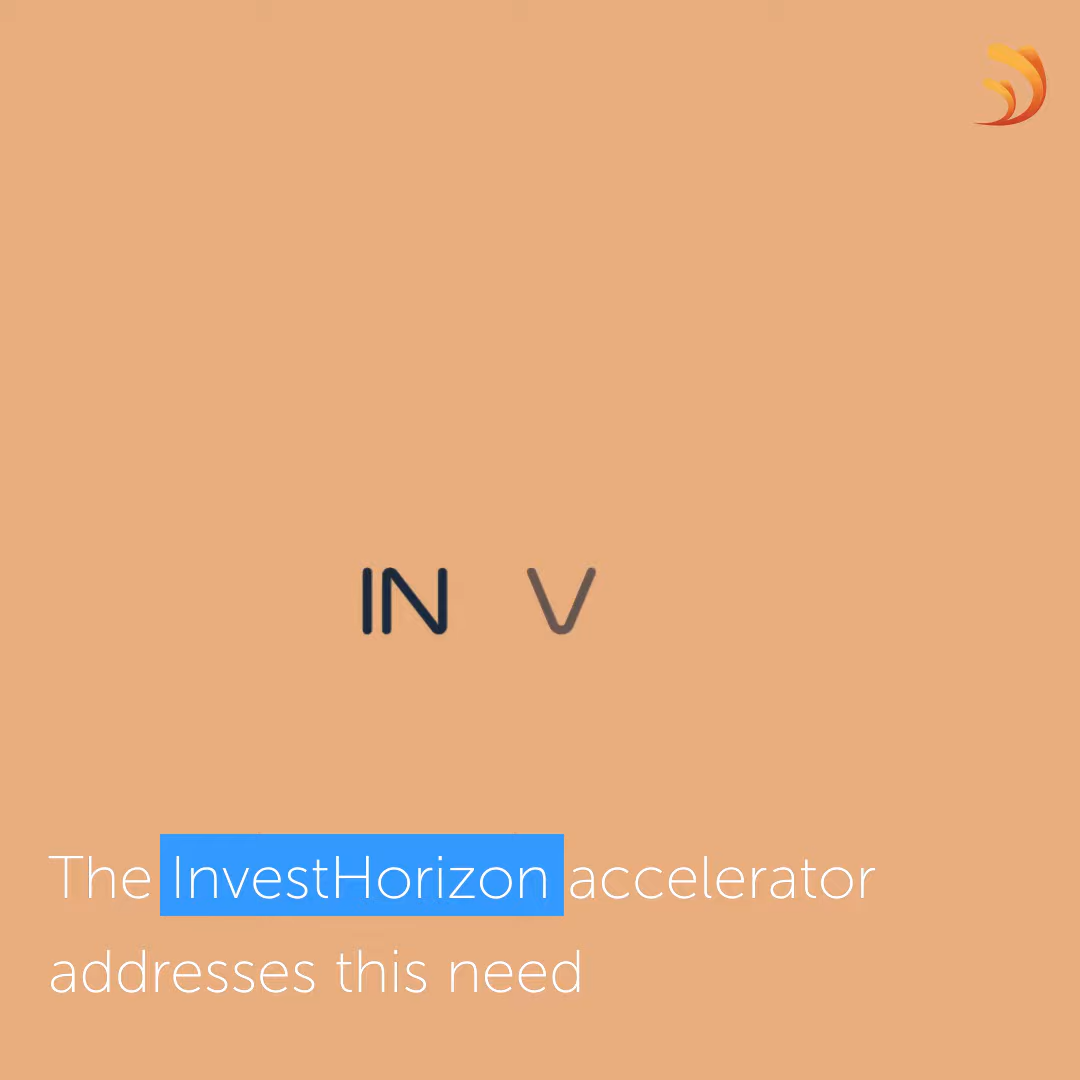 IN V
The InvestHorizon accelerator
addresses this need